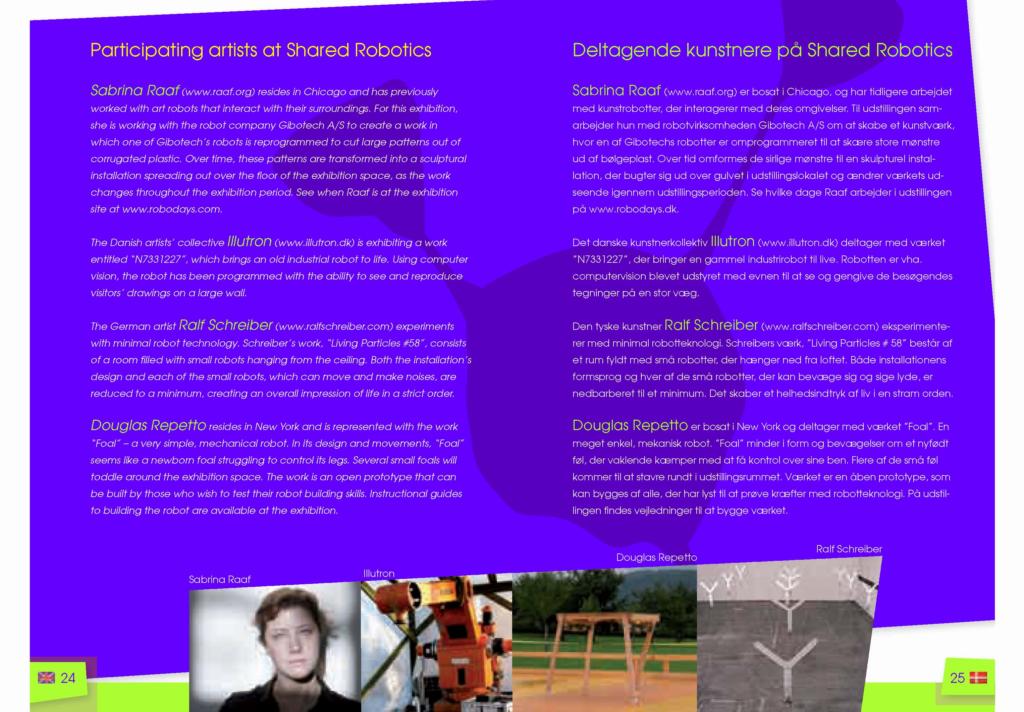 Participating artists at Shared Robotics
Sabrina Raaf (www.raaf.org) resides in Chicago and has previously
worked with art robots that interact with their surroundings. For this exhibition,
she is working with the robot company Gibotech A/S to create a work in
which one of Gibotech's robots is reprogrammed to cut large patterns out of
corrugated plastic. Over time, these patterns are transformed into a sculptural
installation spreading out over the floor of the exhibition space, as the work
changes throughout the exhibition period. See when Raaf is at the exhibition
site at www.robodays.com.
The Danish artists' collective Illutron (www.illutron.dk) is exhibiting a work
entitled "N7331227", which brings an old industrial robot to life. Using computer
vision, the robot has been programmed with the ability to see and reproduce
visitors' drawings on a large wall.
The German artist Ralf Schreiber (www.ralfschreiber.com) experiments
with minimal robot technology. Schreiber's work, "Living Particles #58", consists
of a room filled with small robots hanging from the ceiling. Both the installation's
design and each of the small robots, which can move and make noises, are
reduced to a minimum, creating an overall impression of life in a strict order.
Douglas Repetto resides in New York and is represented with the work
"Foal" – a very simple, mechanical robot. In its design and movements, "Foal"
seems like a newborn foal struggling to control its legs. Several small foals will
toddle around the exhibition space. The work is an open prototype that can
be built by those who wish to test their robot building skills. Instructional guides
to building the robot are available at the exhibition.
Deltagende kunstnere på Shared Robotics
Sabrina Raaf (www.raaf.org) er bosat i Chicago, og har tidligere arbejdet
med kunstrobotter, der interagerer med deres omgivelser. Til udstillingen sam-
arbejder hun med robotvirksomheden Gibotech A/S om at skabe et kunstværk,
hvor en af Gibotechs robotter er omprogrammeret til at skære store mønstre
ud af bølgeplast. Over tid omformes de sirlige mønstre til en skulpturel instal-
lation, der bugter sig ud over gulvet i udstillingslokalet og ændrer værkets ud-
seende igennem udstillingsperioden. Se hvilke dage Raaf arbejder i udstillingen
på www.robodays.dk.
Det danske kunstnerkollektiv Illutron (www.illutron.dk) deltager med værket
"N7331227", der bringer en gammel industrirobot til live. Robotten er vha.
computervision blevet udstyret med evnen til at se og gengive de besøgendes
tegninger på en stor væg.
Den tyske kunstner Ralf Schreiber (www.ralfschreiber.com) eksperimente-
rer med minimal robotteknologi. Schreibers værk, "Living Particles # 58" består af
et rum fyldt med små robotter, der hænger ned fra loftet. Både installationens
formsprog og hver af de små robotter, der kan bevæge sig og sige lyde, er
nedbarberet til et minimum. Det skaber et helhedsindtryk af liv i en stram orden.
Douglas Repetto er bosat i New York og deltager med værket "Foal". En
meget enkel, mekanisk robot. "Foal" minder i form og bevægelser om et nyfødt
føl, der vaklende kæmper med at få kontrol over sine ben. Flere af de små føl
kommer til at stavre rundt i udstillingsrummet. Værket er en åben prototype, som
kan bygges af alle, der har lyst til at prøve kræfter med robotteknologi. På udstil-
lingen findes vejledninger til at bygge værket.
Sabrina Raaf
Illutron
Douglas Repetto
Ralf Schreiber
24
25